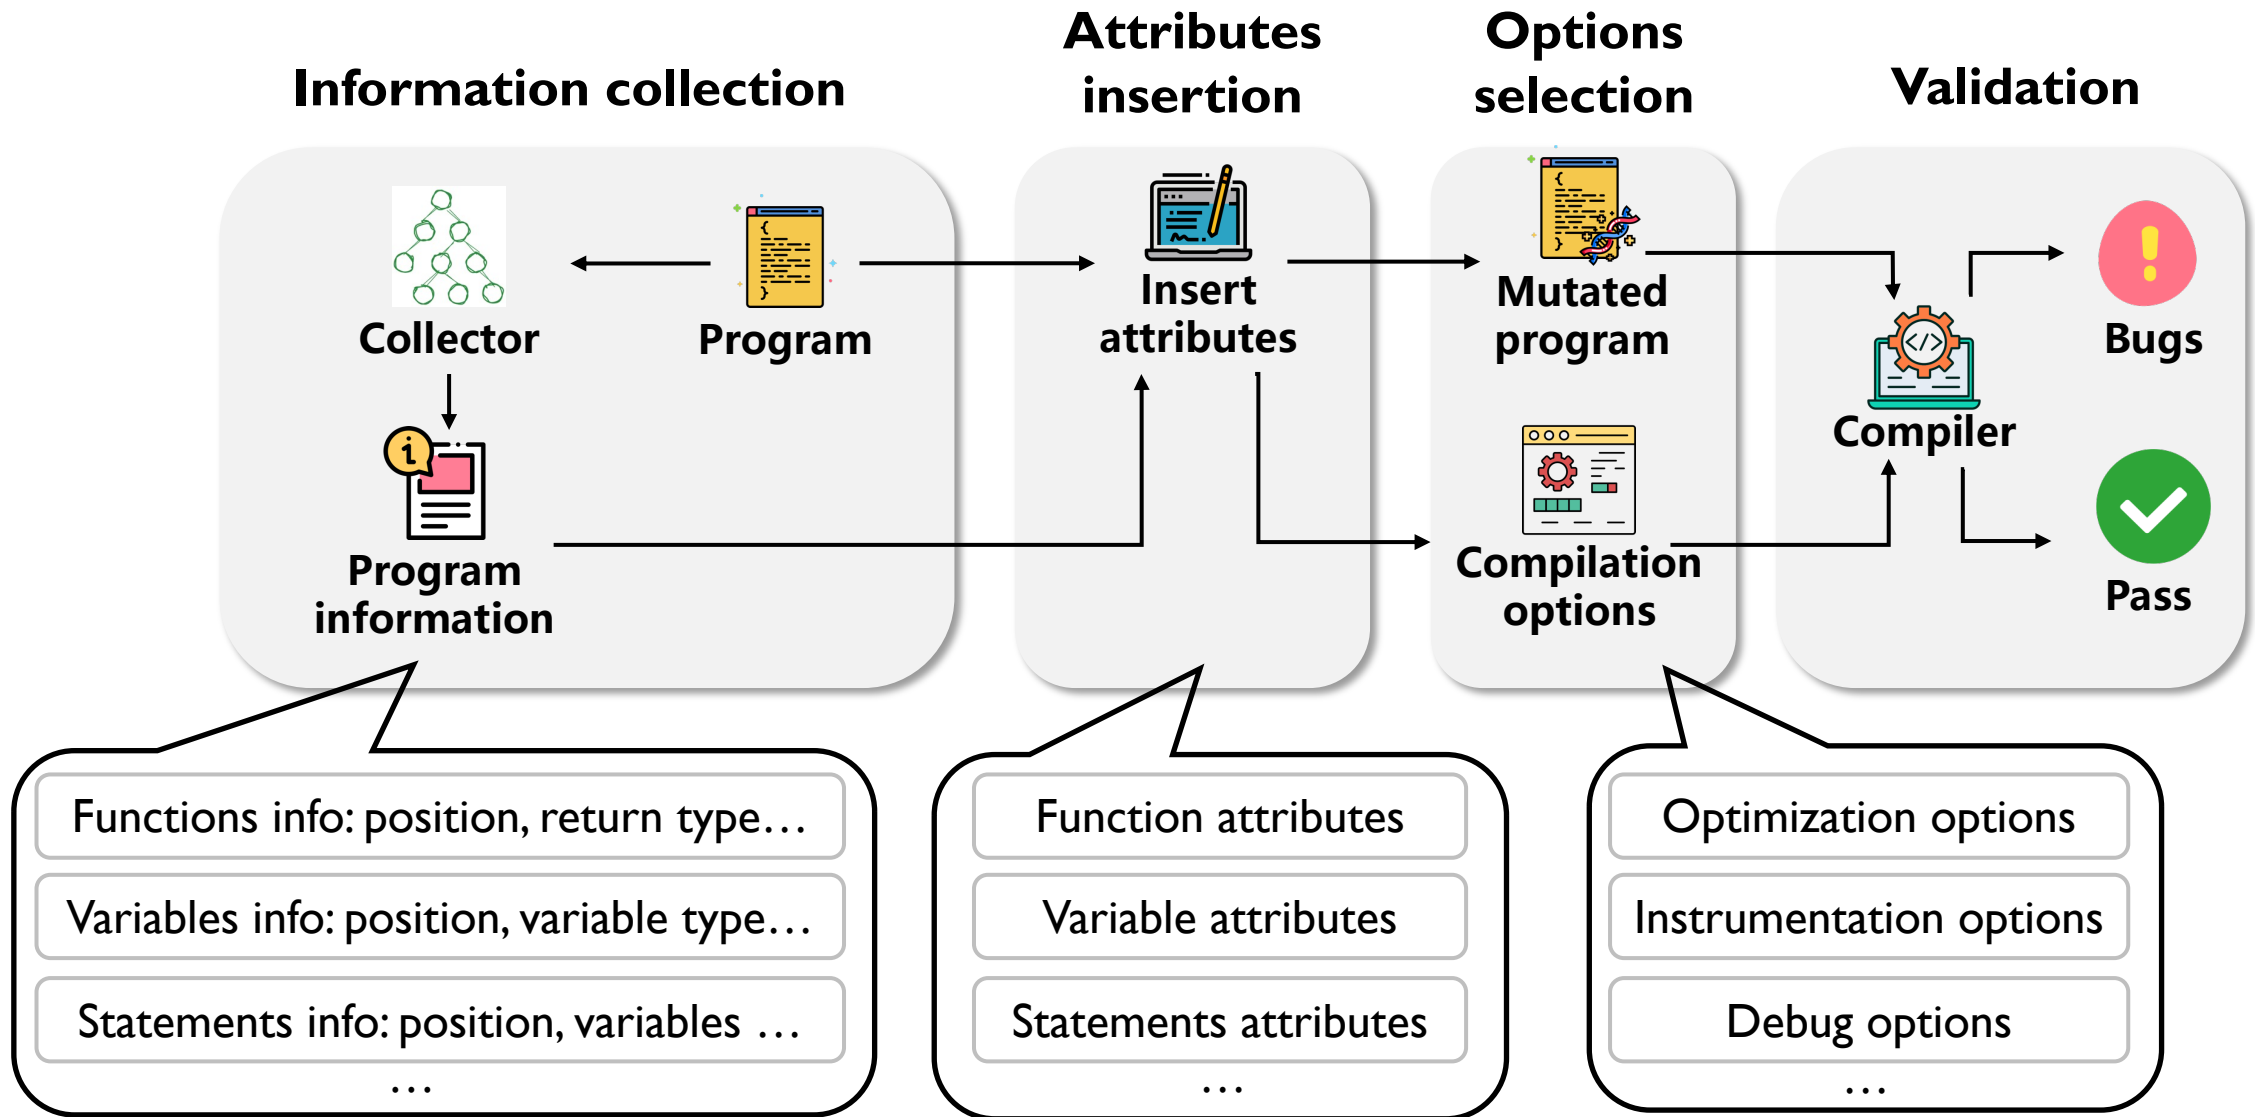 Information collection
Attributes
insertion
Options
selection
Validation
Collector
Program
Program
information
Insert
attributes
Mutated
program
Compilation
options
Compiler
Bugs
Pass
Functions info: position, return type…
Variables info: position, variable type…
Statements info: position, variables …
…
Function attributes
Variable attributes
Statements attributes
…
Optimization options
Instrumentation options
Debug options
…